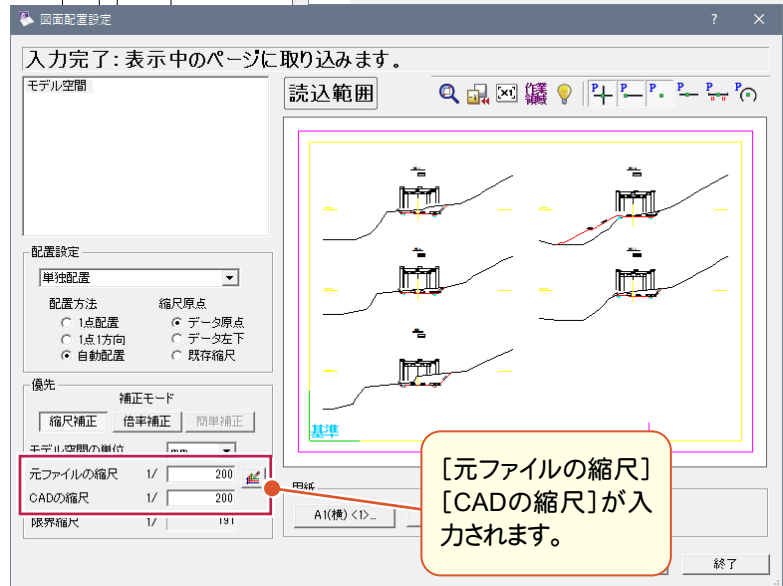 図面配置設定
入力完了:表示中のページに取り込みます。
モデル空間
読込範囲
作業領域
P P P. P P P
配置設定
単独配置
配置方法 縮尺原点
1点配置 データ原点
1点1方向 データ左下
自動配置 既存縮尺
優先
補正モード
縮尺補正 倍率補正 簡単補正
モデル空間の単位 mm
元ファイルの縮尺 1/ 200
CADの縮尺 1/ 200
限界縮尺 1/ 191
基準
用紙
A1(横) <1>_
[元ファイルの縮尺]
[CADの縮尺]が入
力されます。
終了